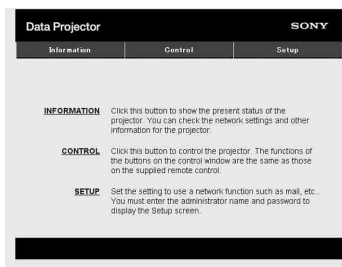 Data Projector
SONY
Information
Control
Setup
INFORMATION
Click this button to show the present status of the
projector. You can check the network settings and other
information for the projector.
CONTROL
Click this button to control the projector. The functions of
the buttons on the control window are the same as those
on the supplied remote control.
SETUP
Set the setting to use a network function such as mail, etc..
You must enter the administrator name and password to
display the Setup screen.